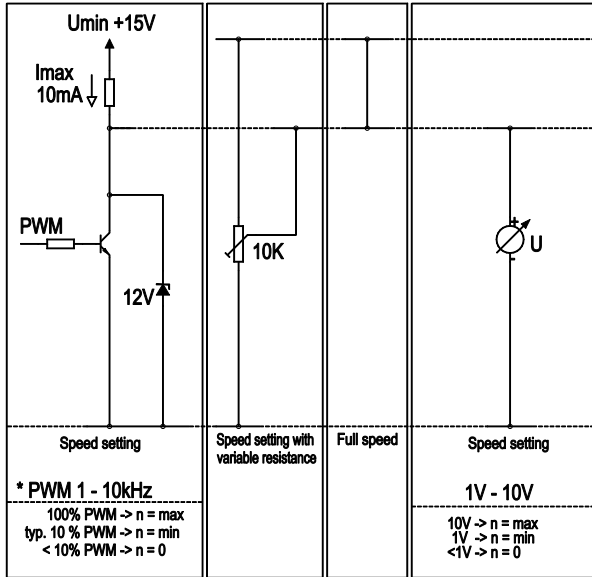 Umin +15V
Imax
10mA
PWM
12V
Speed setting
* PWM 1 - 10kHz
100% PWM -> n = max
typ. 10 % PWM -> n = min
< 10% PWM -> n = 0
10K
Speed setting with
variable resistance
Full speed
+
-
U
Speed setting
1V - 10V
10V -> n = max
1V -> n = min
<1V -> n = 0